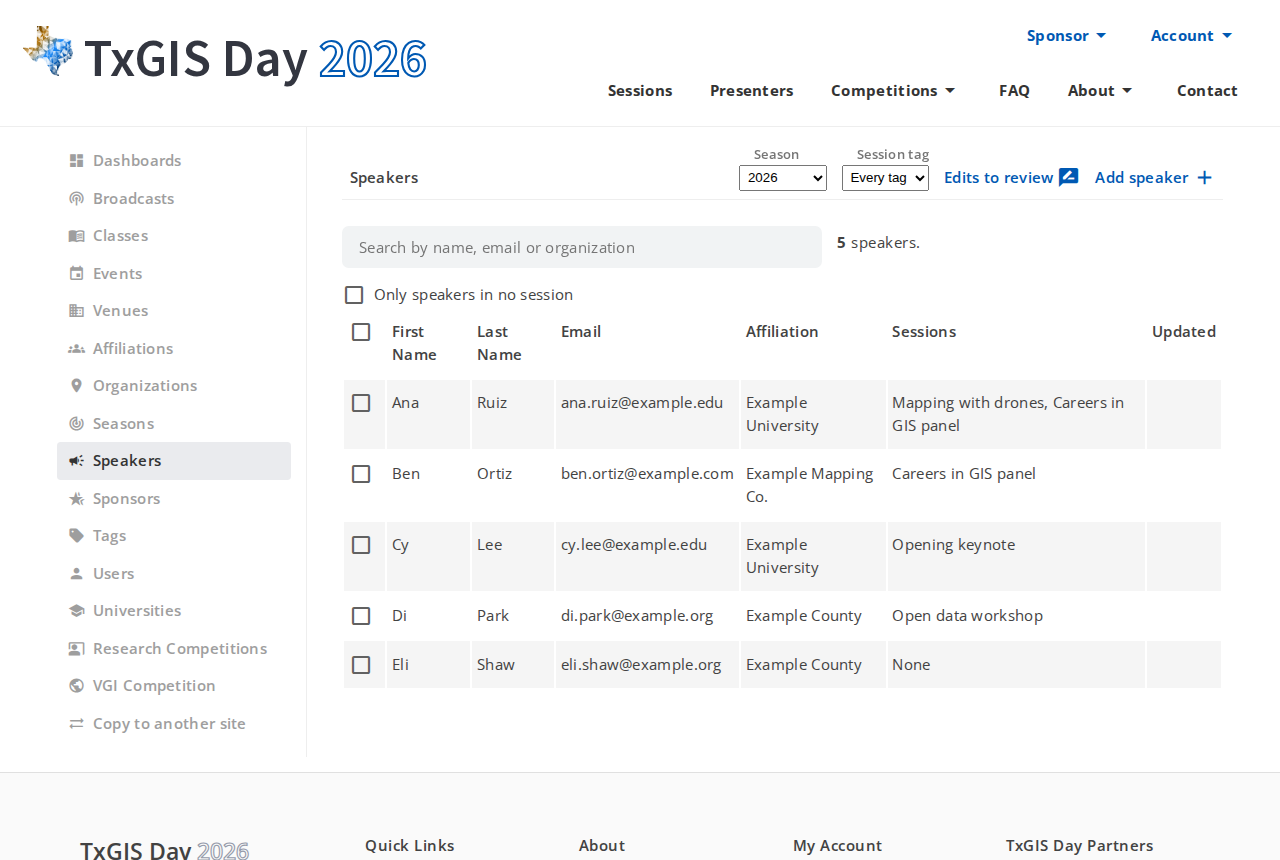 TxGIS Day 2026
Sponsor
Account
Sessions
Presenters
Competitions
FAQ
About
Contact
Dashboards
Broadcasts
Classes
Events
Venues
Affiliations
Organizations
Seasons
Speakers
Sponsors
Tags
Users
Universities
Research Competitions
VGI Competition
Copy to another site
Speakers
Season
2026
Session tag
Every tag
Edits to review
Add speaker
Search by name, email or organization
5 speakers.
Only speakers in no session
First Name Last Name Email Affiliation Sessions Updated
Ana Ruiz ana.ruiz@example.edu Example University Mapping with drones, Careers in GIS panel
Ben Ortiz ben.ortiz@example.com Example Mapping Co. Careers in GIS panel
Cy Lee cy.lee@example.edu Example University Opening keynote
Di Park di.park@example.org Example County Open data workshop
Eli Shaw eli.shaw@example.org Example County None
TxGIS Day 2026
Quick Links
About
My Account
TxGIS Day Partners